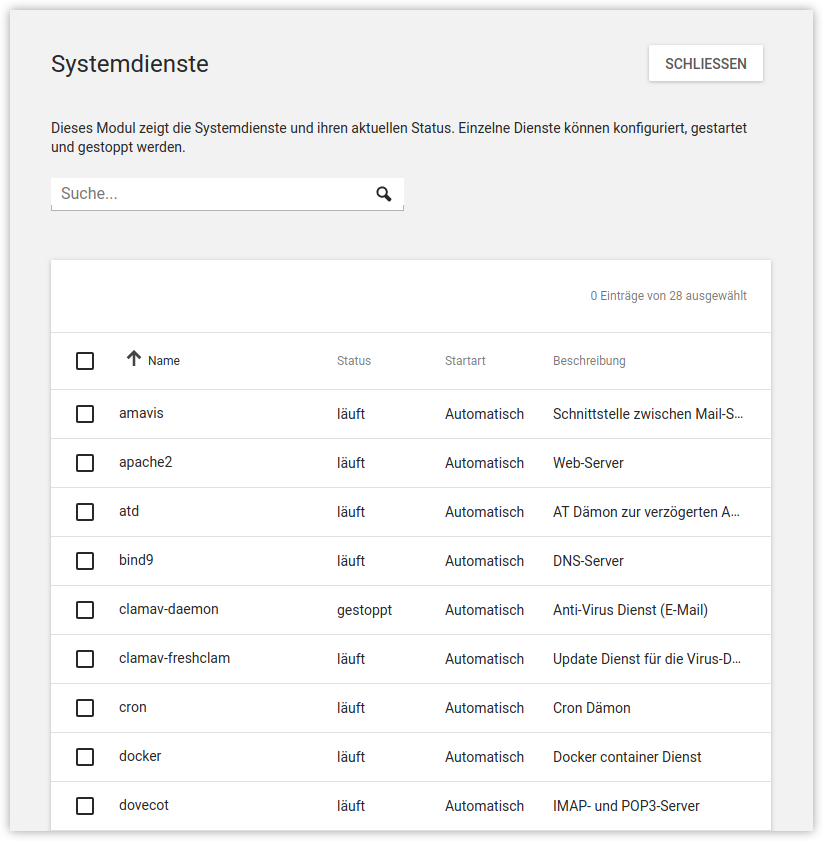 Systemdienste
SCHLIESSEN
Dieses Modul zeigt die Systemdienste und ihren aktuellen Status. Einzelne Dienste können konfiguriert, gestartet
und gestoppt werden.
Suche...
0 Einträge von 28 ausgewählt
Name Status Startart Beschreibung
amavis läuft Automatisch Schnittstelle zwischen Mail-S...
apache2 läuft Automatisch Web-Server
atd läuft Automatisch AT Dämon zur verzögerten A...
bind9 läuft Automatisch DNS-Server
clamav-daemon gestoppt Automatisch Anti-Virus Dienst (E-Mail)
clamav-freshclam läuft Automatisch Update Dienst für die Virus-D...
cron läuft Automatisch Cron Dämon
docker läuft Automatisch Docker container Dienst
dovecot läuft Automatisch IMAP- und POP3-Server